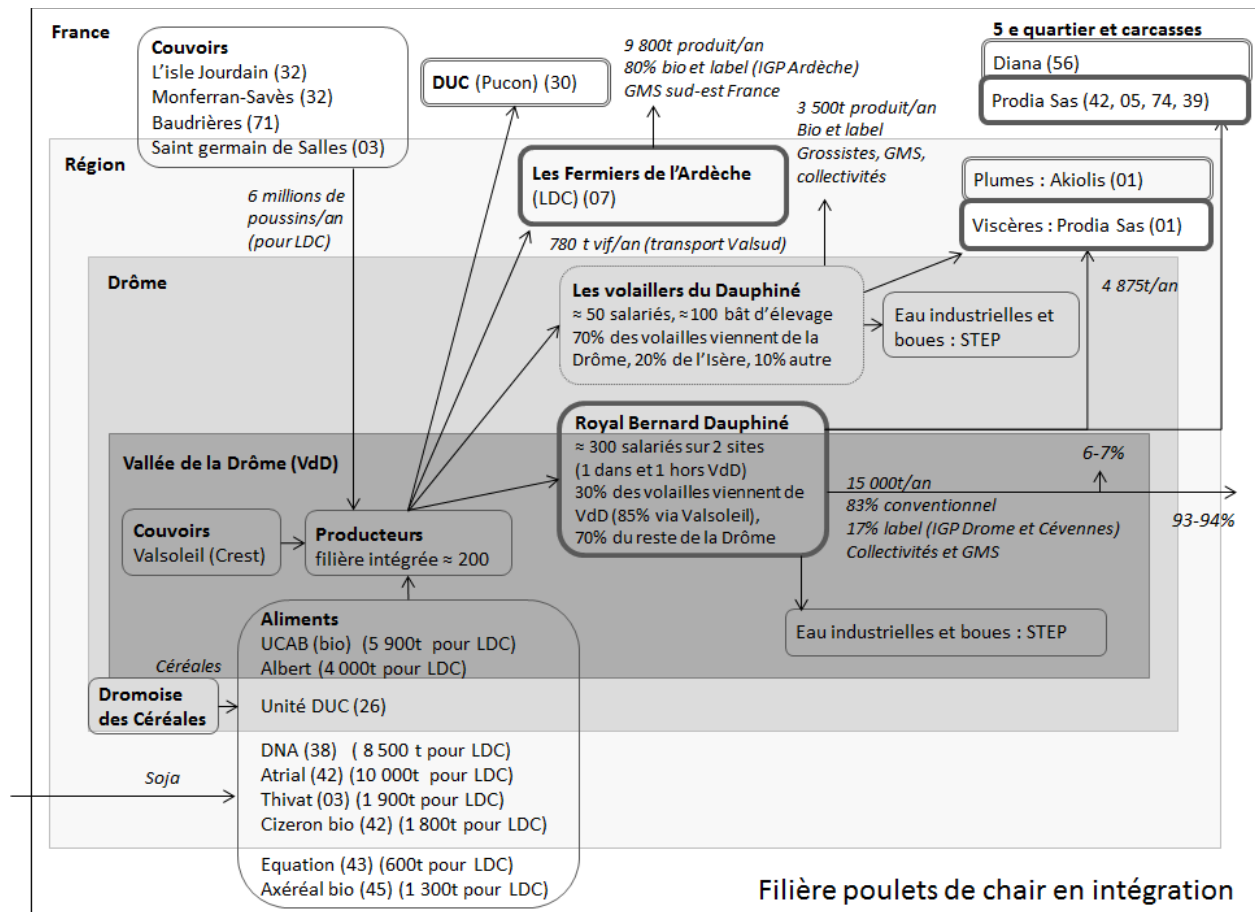 France
Couvoirs
L'isle Jourdain (32)
Monferran-Savès (32)
Baudrières (71)
Saint germain de Salles (03)
DUC (Pucon) (30)
9 800t produit/an
80% bio et label (IGP Ardèche)
GMS sud-est France
5 e quartier et carcasses
Diana (56)
Prodia Sas (42, 05, 74, 39)
3 500t produit/an
Bio et label
Grossistes, GMS,
collectivités
Région
6 millions de
poussins/an
(pour LDC)
Les Fermiers de l'Ardèche
(LDC) (07)
Plumes : Akiolis (01)
Viscères : Prodia Sas (01)
780 t vif/an (transport Valsud)
Drôme
Les volaillers du Dauphiné
≈ 50 salariés, ≈100 bât d'élevage
70% des volailles viennent de la
Drôme, 20% de l'Isère, 10% autre
4 875t/an
Eau industrielles et
boues : STEP
Royal Bernard Dauphiné
≈ 300 salariés sur 2 sites
(1 dans et 1 hors VdD)
30% des volailles viennent de
VdD (85% via Valsoleil),
70% du reste de la Drôme
Vallée de la Drôme (VdD)
6-7%
15 000t/an
83% conventionnel
17% label (IGP Drome et Cévennes)
Collectivités et GMS
93-94%
Couvoirs
Valsoleil (Crest)
Producteurs
filière intégrée ≈ 200
Eau industrielles et boues : STEP
Aliments
UCAB (bio) (5 900t pour LDC)
Albert (4 000t pour LDC)
Céréales
Dromoise
des Céréales
Unité DUC (26)
DNA (38) ( 8 500 t pour LDC)
Atrial (42) (10 000t pour LDC)
Thivat (03) (1 900t pour LDC)
Cizeron bio (42) (1 800t pour LDC)
Soja
Equation (43) (600t pour LDC)
Axéréal bio (45) (1 300t pour LDC)
Filière poulets de chair en intégration